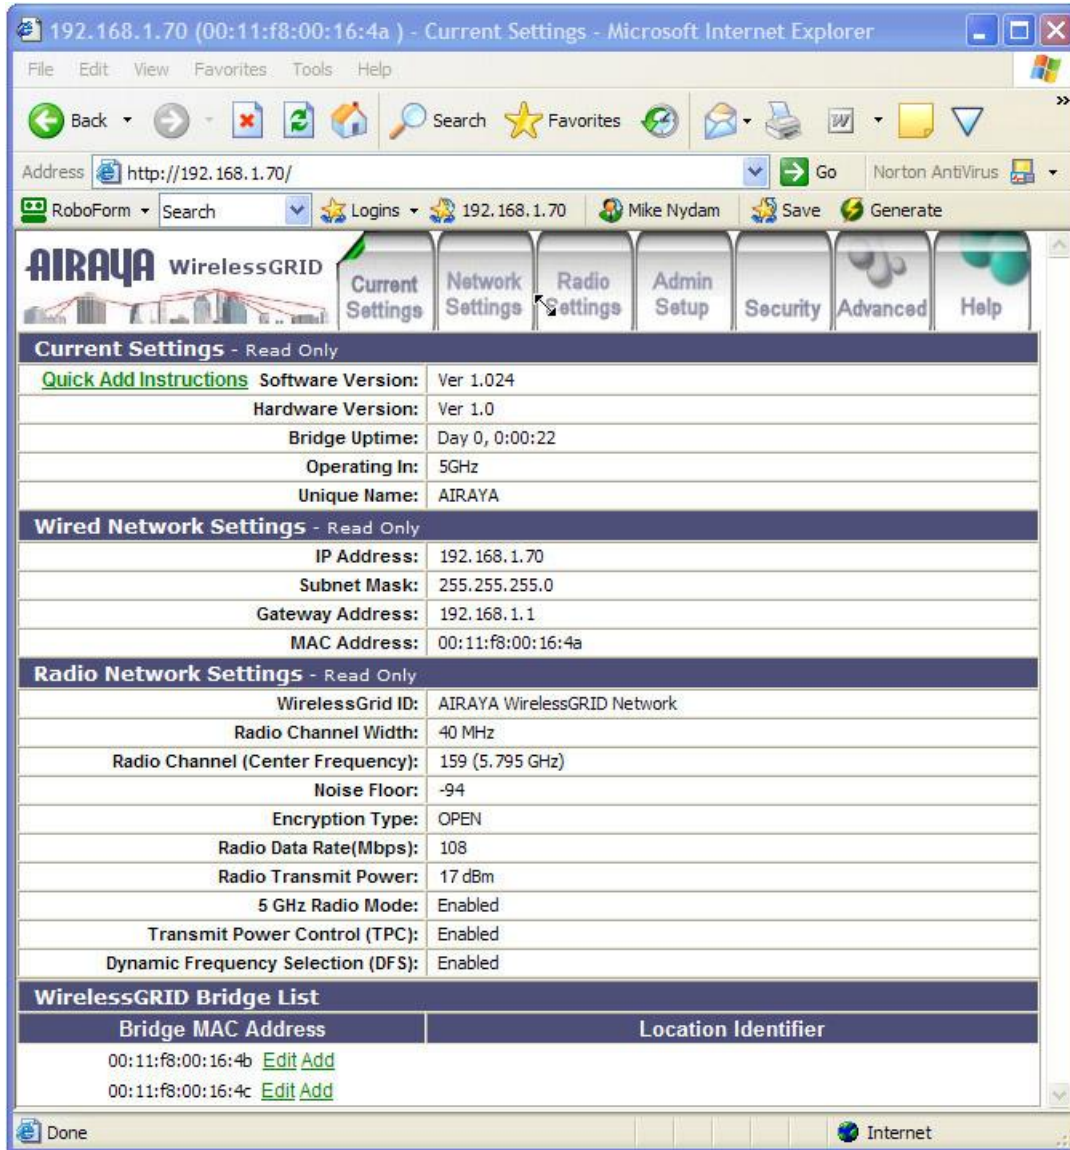 192.168.1.70 (00:11:f8:00:16:4a ) - Current Settings - Microsoft Internet Explorer
File Edit View Favorites Tools Help
Back Search Favorites »
Address http://192.168.1.70/ Go Norton AntiVirus
RoboForm Search Logins 192.168.1.70 Mike Nydam Save Generate
AIRAYA WirelessGRID
Current Settings
Network Settings
Radio Settings
Admin Setup
Security
Advanced
Help
Current Settings - Read Only
Quick Add Instructions Software Version: Ver 1.024
Hardware Version: Ver 1.0
Bridge Uptime: Day 0, 0:00:22
Operating In: 5GHz
Unique Name: AIRAYA
Wired Network Settings - Read Only
IP Address: 192.168.1.70
Subnet Mask: 255.255.255.0
Gateway Address: 192.168.1.1
MAC Address: 00:11:f8:00:16:4a
Radio Network Settings - Read Only
WirelessGrid ID: AIRAYA WirelessGRID Network
Radio Channel Width: 40 MHz
Radio Channel (Center Frequency): 159 (5.795 GHz)
Noise Floor: -94
Encryption Type: OPEN
Radio Data Rate(Mbps): 108
Radio Transmit Power: 17 dBm
5 GHz Radio Mode: Enabled
Transmit Power Control (TPC): Enabled
Dynamic Frequency Selection (DFS): Enabled
WirelessGRID Bridge List
Bridge MAC Address Location Identifier
00:11:f8:00:16:4b Edit Add
00:11:f8:00:16:4c Edit Add
Done Internet